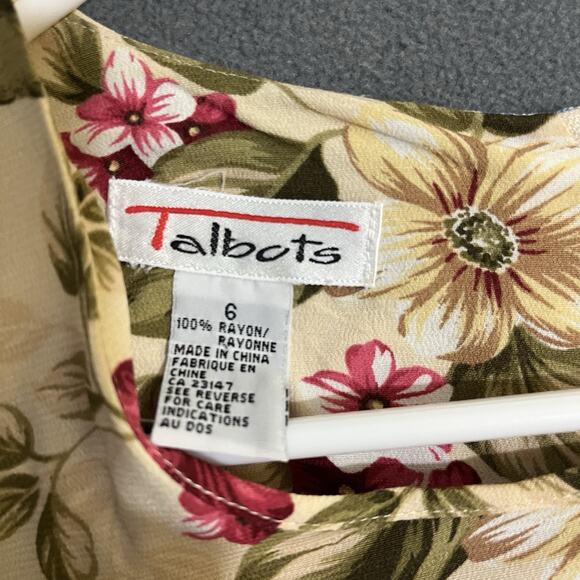 Talbots
6
100% RAYON/
RAYONNE
MADE IN CHINA
FABRIQUE EN
CHINE
CA 23147
SEE REVERSE
FOR CARE
INDICATIONS
AU DOS